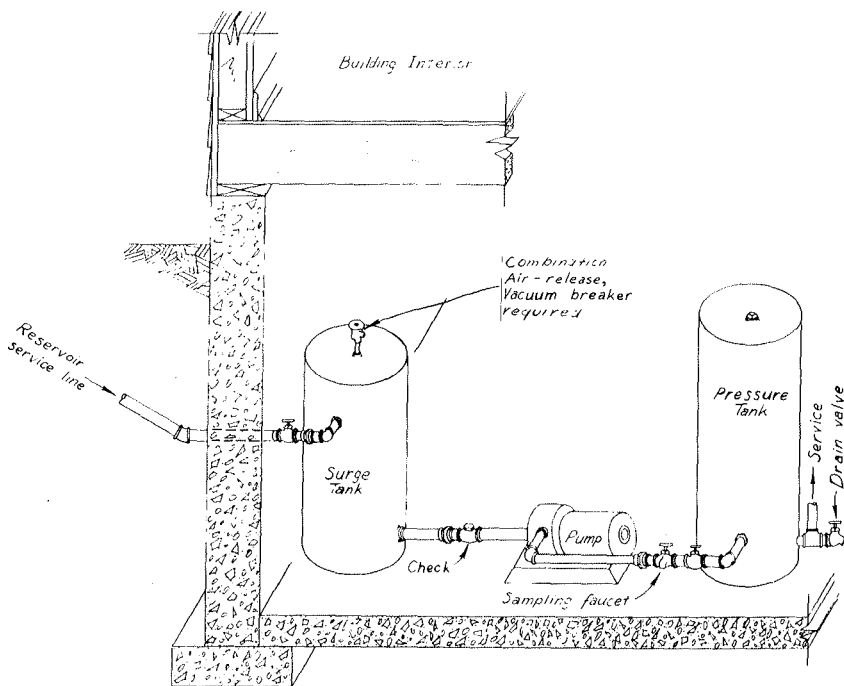 Building Interior
Combination
Air-release,
Vacuum breaker
required
Reservoir
service line
Pressure
Tank
Service
Drain valve
Surge
Tank
Pump
Check
Sampling faucet